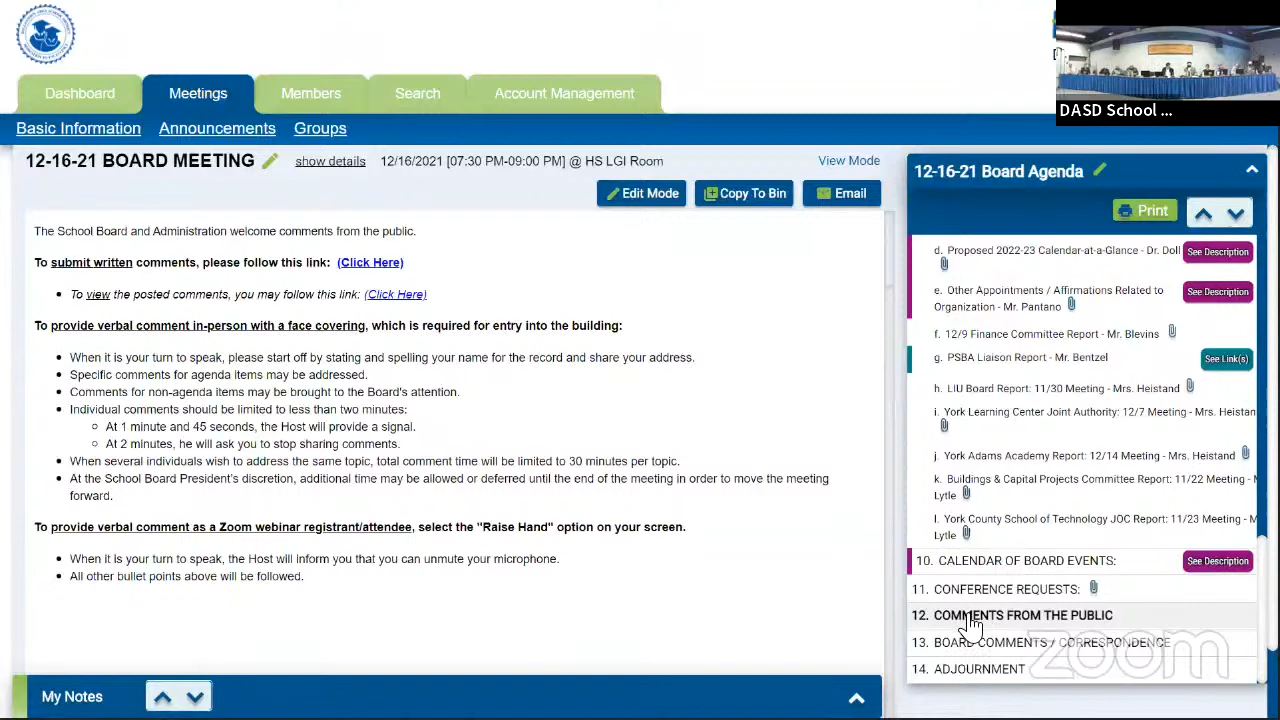 Dashboard
Meetings
Members
Search
Account Management
DASD School ...
Basic Information
Announcements
Groups
12-16-21 BOARD MEETING
show details
12/16/2021 [07:30 PM-09:00 PM] @ HS LGI Room
View Mode
Edit Mode
Copy To Bin
Email
The School Board and Administration welcome comments from the public.
To submit written comments, please follow this link: (Click Here)
To view the posted comments, you may follow this link: (Click Here)
To provide verbal comment in-person with a face covering, which is required for entry into the building:
When it is your turn to speak, please start off by stating and spelling your name for the record and share your address.
Specific comments for agenda items may be addressed.
Comments for non-agenda items may be brought to the Board's attention.
Individual comments should be limited to less than two minutes:
At 1 minute and 45 seconds, the Host will provide a signal.
At 2 minutes, he will ask you to stop sharing comments.
When several individuals wish to address the same topic, total comment time will be limited to 30 minutes per topic.
At the School Board President's discretion, additional time may be allowed or deferred until the end of the meeting in order to move the meeting
forward.
To provide verbal comment as a Zoom webinar registrant/attendee, select the "Raise Hand" option on your screen.
When it is your turn to speak, the Host will inform you that you can unmute your microphone.
All other bullet points above will be followed.
My Notes
12-16-21 Board Agenda
Print
d. Proposed 2022-23 Calendar-at-a-Glance - Dr. Doll
See Description
e. Other Appointments / Affirmations Related to
Organization - Mr. Pantano
See Description
f. 12/9 Finance Committee Report - Mr. Blevins
g. PSBA Liaison Report - Mr. Bentzel
See Link(s)
h. LIU Board Report: 11/30 Meeting - Mrs. Heistand
i. York Learning Center Joint Authority: 12/7 Meeting - Mrs. Heistan
j. York Adams Academy Report: 12/14 Meeting - Mrs. Heistand
k. Buildings & Capital Projects Committee Report: 11/22 Meeting - M
Lytle
l. York County School of Technology JOC Report: 11/23 Meeting - M
Lytle
10. CALENDAR OF BOARD EVENTS:
See Description
11. CONFERENCE REQUESTS:
12. COMMENTS FROM THE PUBLIC
13. BOARD COMMENTS / CORRESPONDENCE
14. ADJOURNMENT
zoom